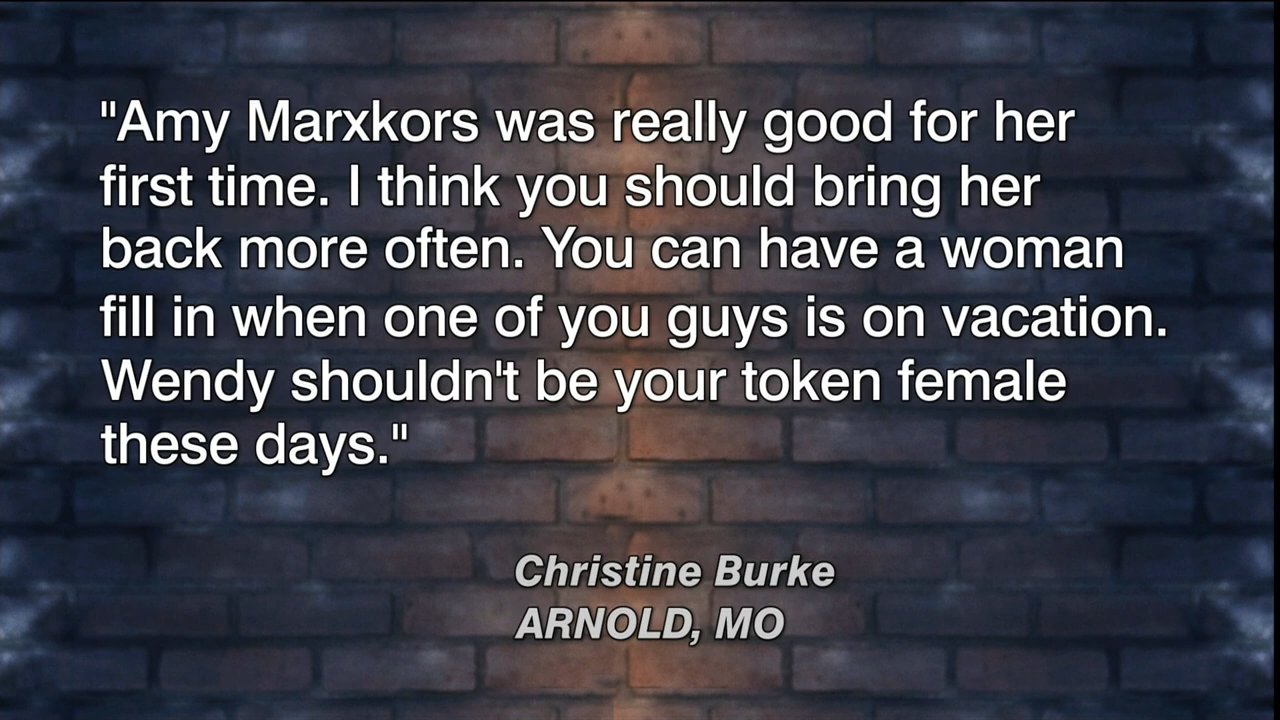 "Amy Marxkors was really good for her
first time. I think you should bring her
back more often. You can have a woman
fill in when one of you guys is on vacation.
Wendy shouldn't be your token female
these days."
Christine Burke
ARNOLD, MO